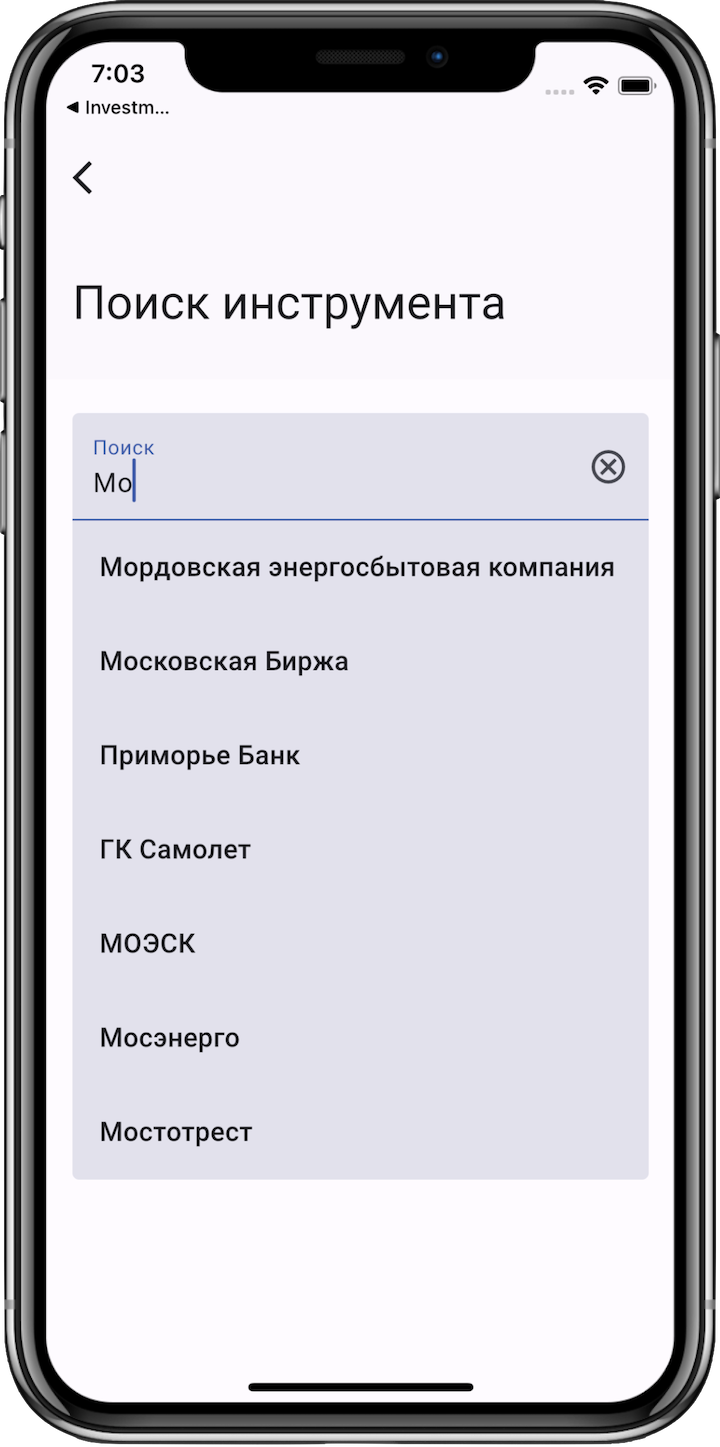 7:03
◀ Investm...
Поиск инструмента
Поиск
Мо
Мордовская энергосбытовая компания
Московская Биржа
Приморье Банк
ГК Самолет
МОЭСК
Мосэнерго
Мостотрест